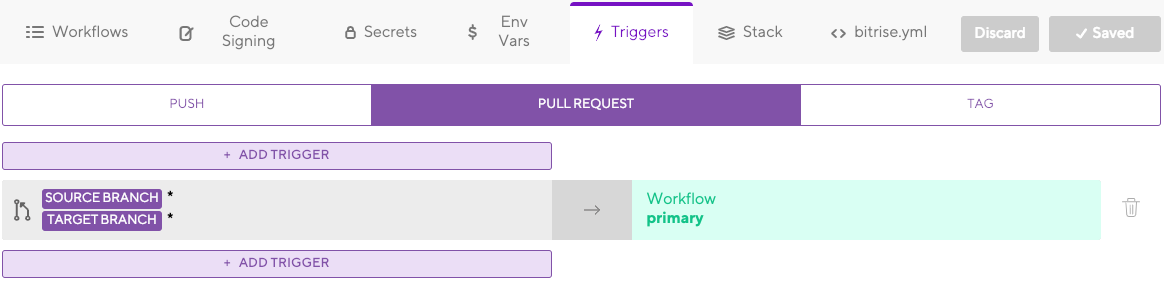 Workflows
Code
Signing
Secrets
$ Env
Vars
Triggers
Stack
<> bitrise.yml
Discard
✓ Saved
PUSH
PULL REQUEST
TAG
+ ADD TRIGGER
SOURCE BRANCH *
TARGET BRANCH *
→
Workflow
primary
+ ADD TRIGGER